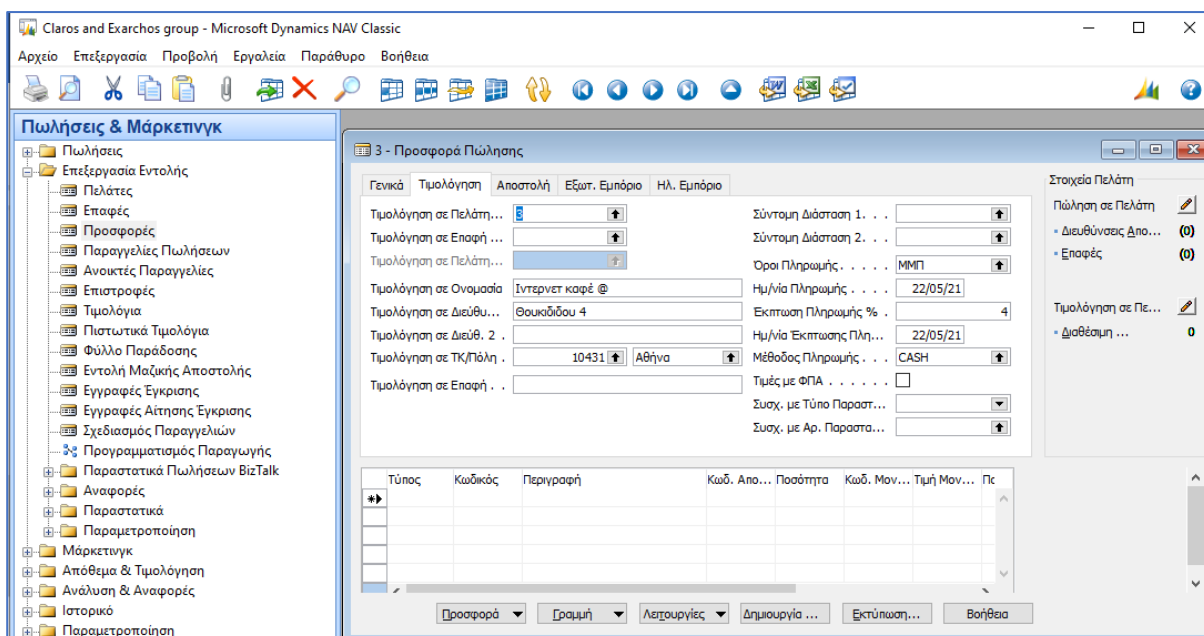 Claros and Exarchos group - Microsoft Dynamics NAV Classic
Αρχείο Επεξεργασία Προβολή Εργαλεία Παράθυρο Βοήθεια
Πωλήσεις & Μάρκετινγκ
Πωλήσεις
Επεξεργασία Εντολής
Πελάτες
Επαφές
Προσφορές
Παραγγελίες Πωλήσεων
Ανοικτές Παραγγελίες
Επιστροφές
Τιμολόγια
Πιστωτικά Τιμολόγια
Φύλλο Παράδοσης
Εντολή Μαζικής Αποστολής
Εγγραφές Έγκρισης
Εγγραφές Αίτησης Έγκρισης
Σχεδιασμός Παραγγελιών
Προγραμματισμός Παραγωγής
Παραστατικά Πωλήσεων BizTalk
Αναφορές
Παραστατικά
Παραμετροποίηση
Μάρκετινγκ
Απόθεμα & Τιμολόγηση
Ανάλυση & Αναφορές
Ιστορικό
Παραμετροποίηση
3 - Προσφορά Πώλησης
Γενικά Τιμολόγηση Αποστολή Εξωτ. Εμπόριο Ηλ. Εμπόριο
Τιμολόγηση σε Πελάτη... 3
Τιμολόγηση σε Επαφή ...
Τιμολόγηση σε Πελάτη...
Τιμολόγηση σε Ονομασία Ιντερνετ καφέ @
Τιμολόγηση σε Διεύθυ... Θουκιδίδου 4
Τιμολόγηση σε Διεύθ. 2 .
Τιμολόγηση σε ΤΚ/Πόλη . 10431 Αθήνα
Τιμολόγηση σε Επαφή . .
Σύντομη Διάσταση 1. . .
Σύντομη Διάσταση 2. . .
Όροι Πληρωμής. . . . . ΜΜΠ
Ημ/νία Πληρωμής . . . . 22/05/21
Έκπτωση Πληρωμής % . 4
Ημ/νία Έκπτωσης Πλη... 22/05/21
Μέθοδος Πληρωμής. . . CASH
Τιμές με ΦΠΑ . . . . . .
Συσχ. με Τύπο Παραστ...
Συσχ. με Αρ. Παραστα...
Στοιχεία Πελάτη
Πώληση σε Πελάτη
Διευθύνσεις Απο... (0)
Επαφές (0)
Τιμολόγηση σε Πε...
Διαθέσιμη ... 0
Τύπος Κωδικός Περιγραφή Κωδ. Απο... Ποσότητα Κωδ. Μον... Τιμή Μον... Πο
Προσφορά Γραμμή Λειτουργίες Δημιουργία ... Εκτύπωση... Βοήθεια